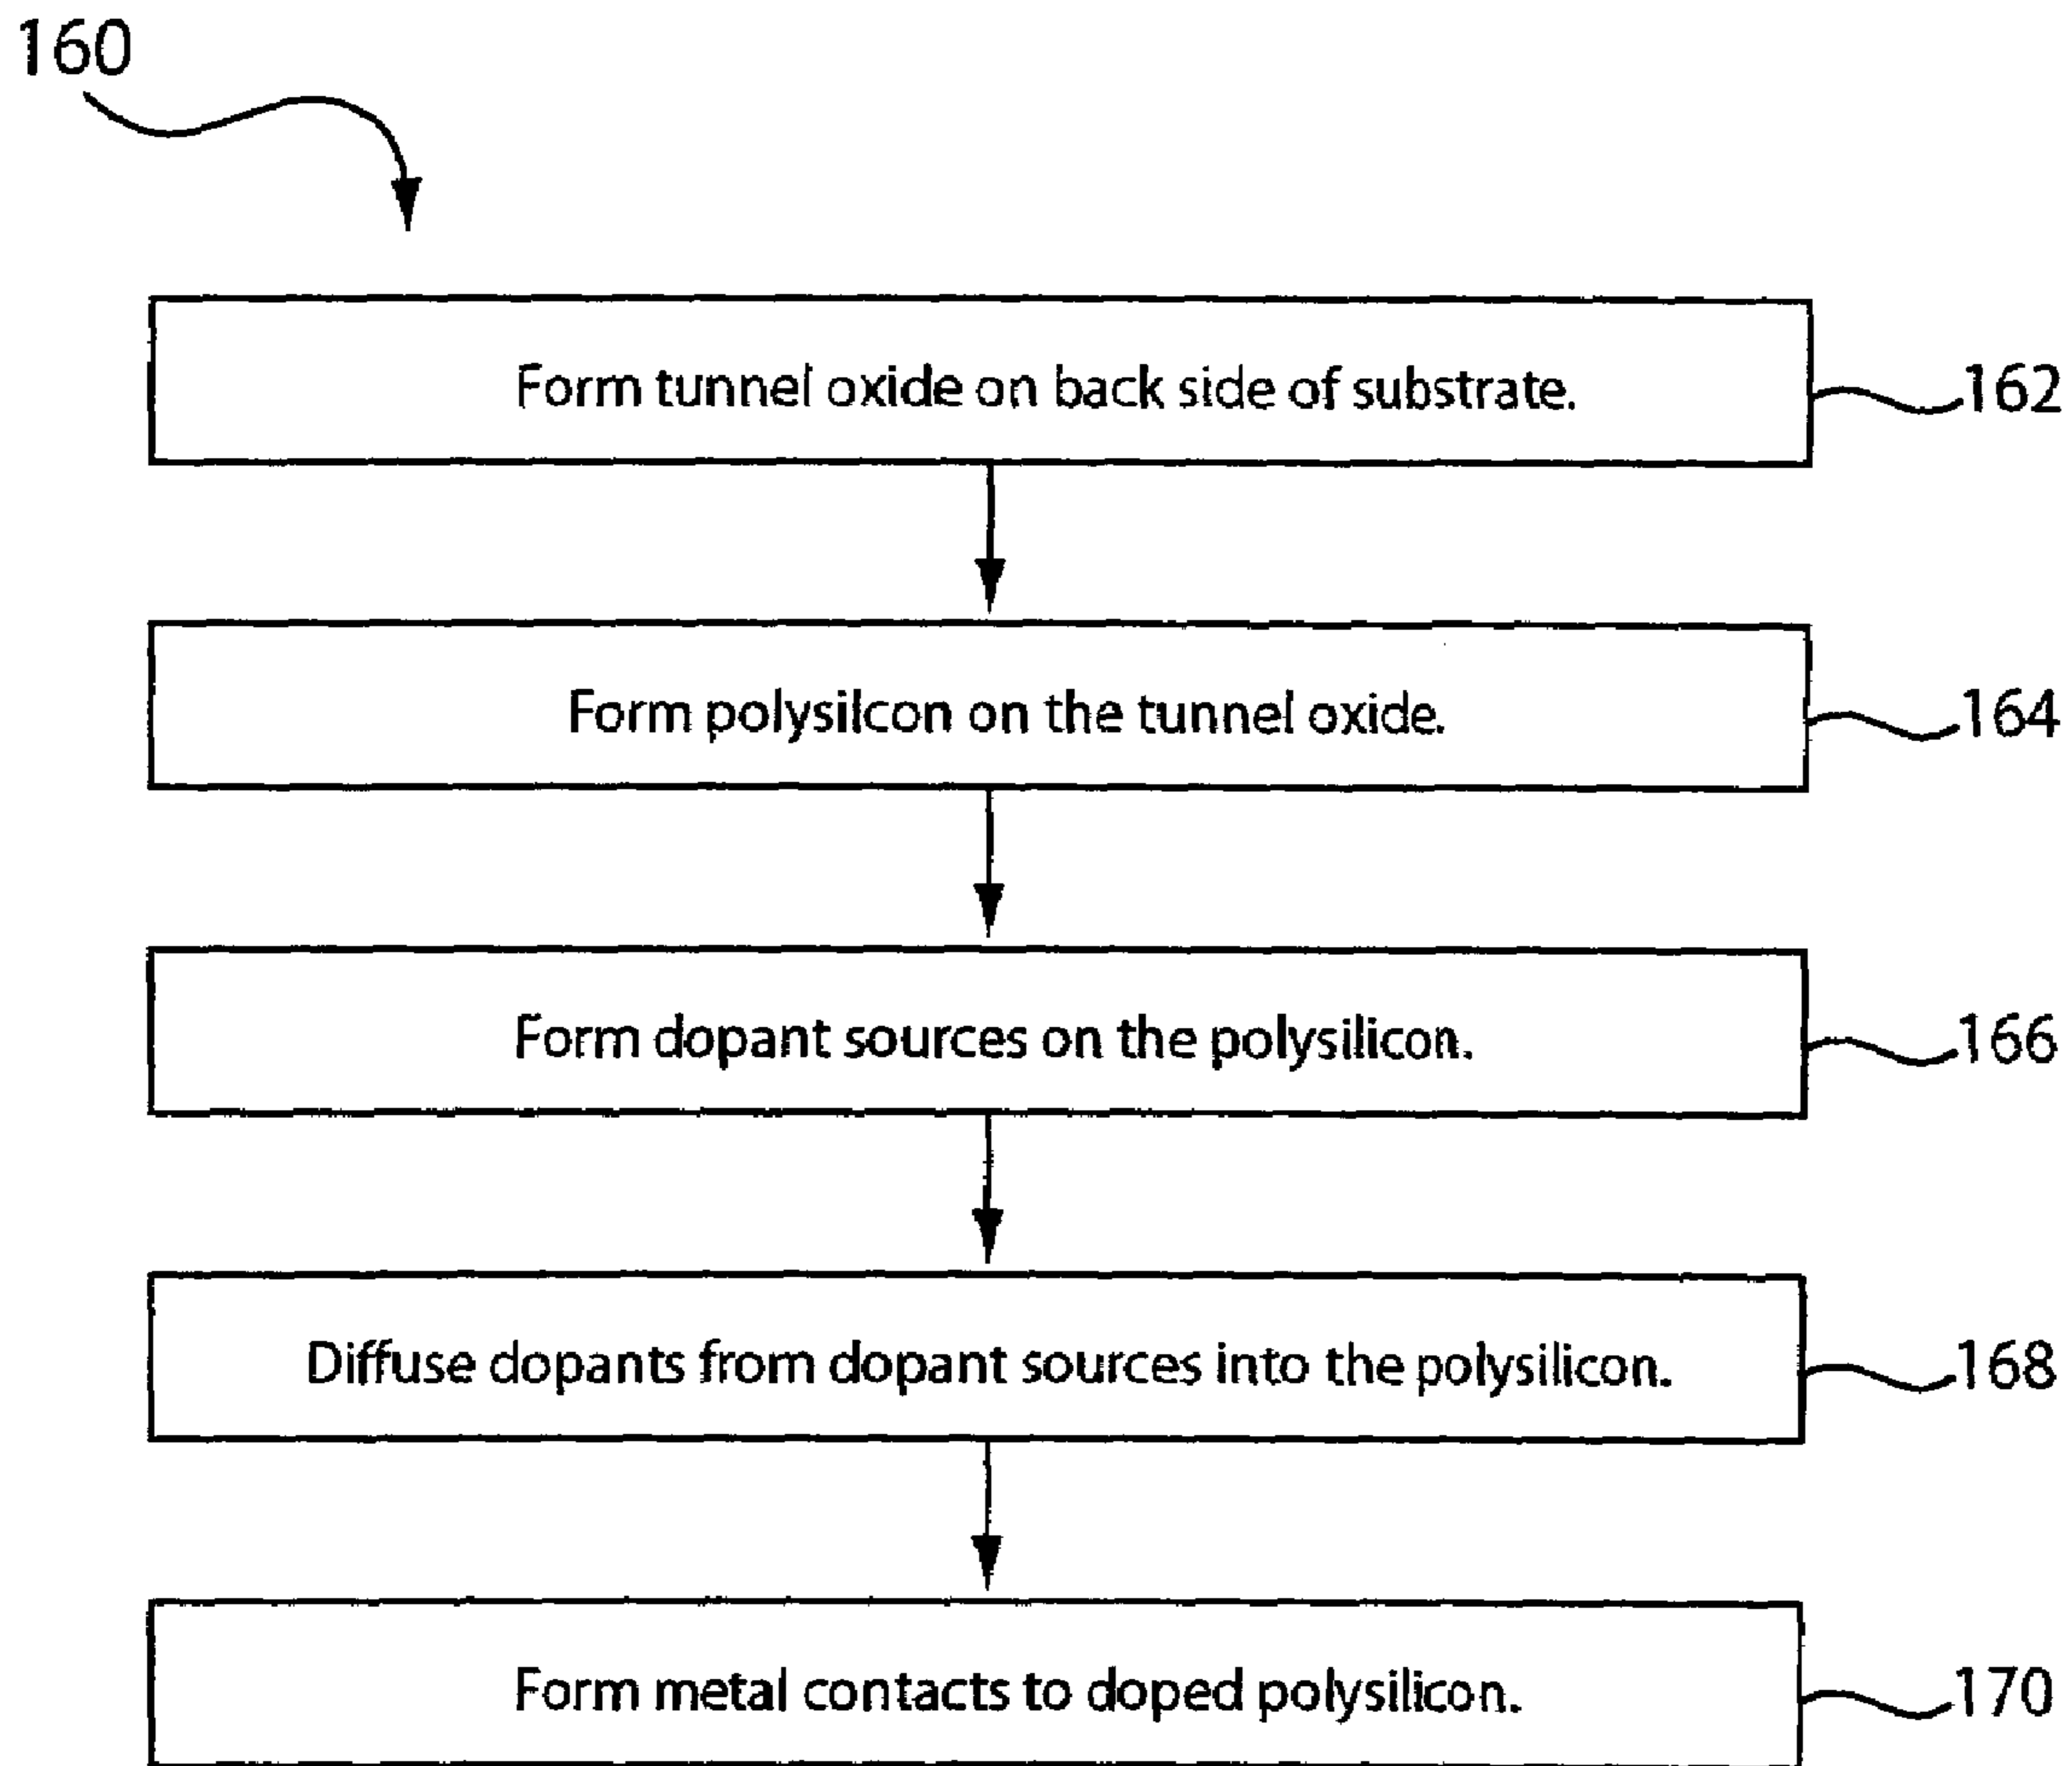 160
Form tunnel oxide on back side of substrate.
162
Form polysilcon on the tunnel oxide.
164
Form dopant sources on the polysilicon.
166
Diffuse dopants from dopant sources into the polysilicon.
168
Form metal contacts to doped polysilicon.
170